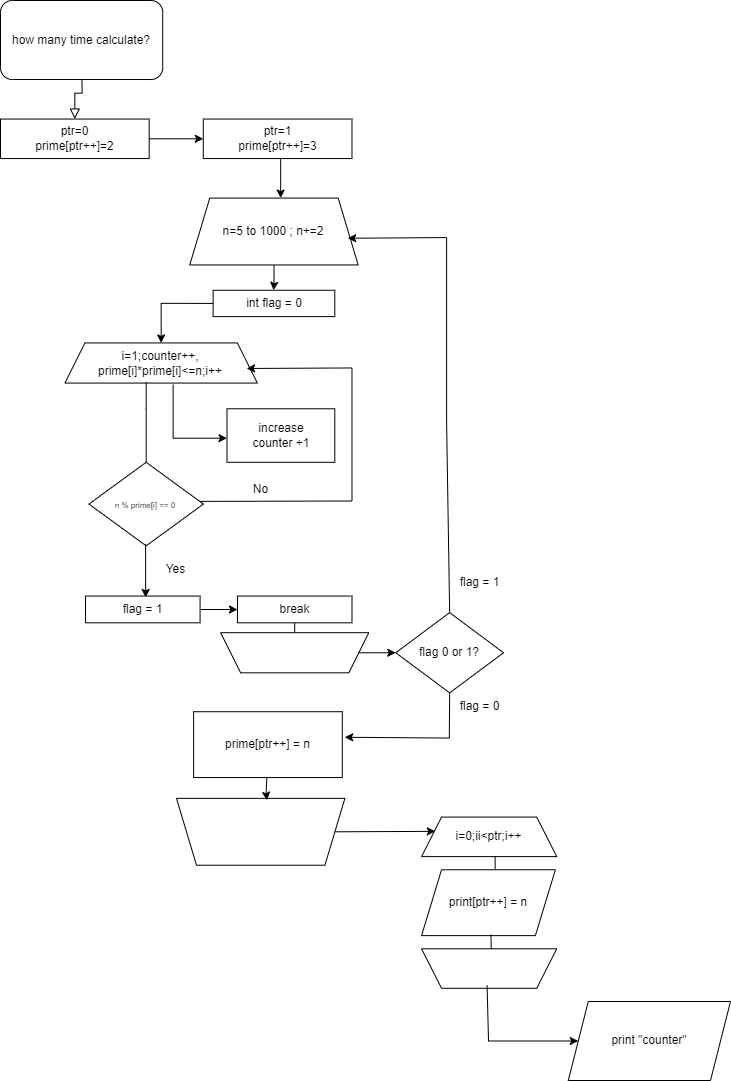 how many time calculate?
ptr=0
prime[ptr++]=2
ptr=1
prime[ptr++]=3
n=5 to 1000 ; n+=2
int flag = 0
i=1;counter++,
prime[i]*prime[i]<=n;i++
increase
counter +1
n % prime[i] == 0
No
Yes
flag = 1
break
flag = 1
flag 0 or 1?
flag = 0
prime[ptr++] = n
i=0;ii<ptr;i++
print[ptr++] = n
print "counter"